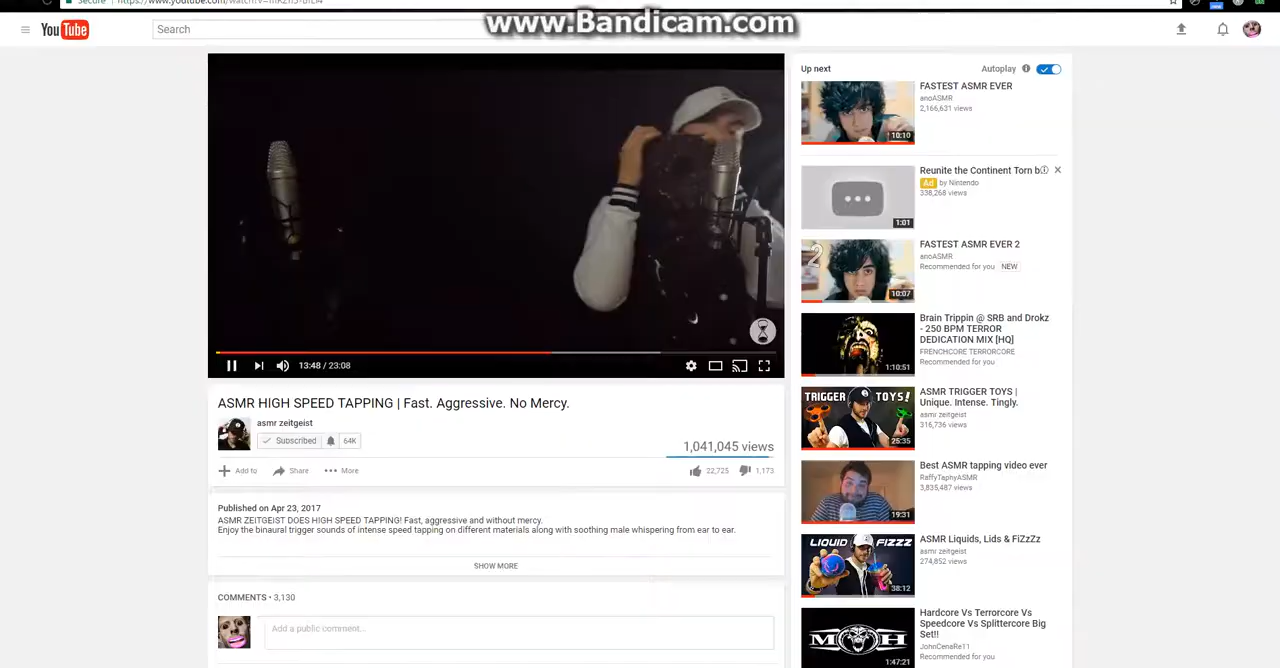 www.Bandicam.com
Secure
YouTube
Search
Up next
Autoplay
FASTEST ASMR EVER
anoASMR
2,166,631 views
10:10
Reunite the Continent Torn b
Ad by Nintendo
338,268 views
1:01
2
FASTEST ASMR EVER 2
anoASMR
Recommended for you NEW
10:07
Brain Trippin @ SRB and Drokz
- 250 BPM TERROR
DEDICATION MIX [HQ]
FRENCHCORE TERRORCORE
Recommended for you
1:10:51
13:48 / 23:08
ASMR HIGH SPEED TAPPING | Fast. Aggressive. No Mercy.
asmr zeitgeist
Subscribed 64K
1,041,045 views
Add to Share More
22,725 1,173
TRIGGER TOYS!
ASMR TRIGGER TOYS |
Unique. Intense. Tingly.
asmr zeitgeist
316,736 views
25:35
Best ASMR tapping video ever
RaffyTaphyASMR
3,835,487 views
19:31
Published on Apr 23, 2017
ASMR ZEITGEIST DOES HIGH SPEED TAPPING! Fast, aggressive and without mercy.
Enjoy the binaural trigger sounds of intense speed tapping on different materials along with soothing male whispering from ear to ear.
SHOW MORE
LIQUID FIZZZ
ASMR Liquids, Lids & FiZzZz
asmr zeitgeist
274,852 views
38:12
COMMENTS • 3,130
Add a public comment...
Hardcore Vs Terrorcore Vs
Speedcore Vs Splittercore Big
Set!!
JohnCenaRe11
Recommended for you
MOH
1:47:21